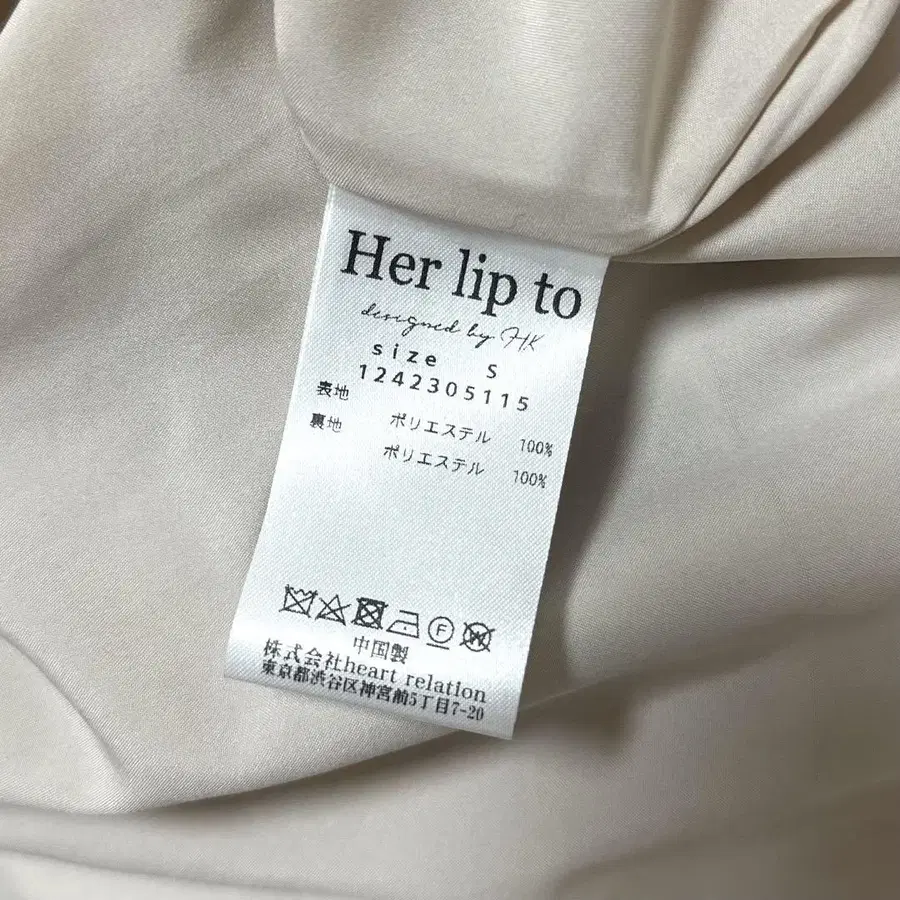 Her lip to
designed by HK
size S
1242305115
表地 ポリエステル 100%
裏地 ポリエステル 100%
F W
中国製
株式会社heart relation
東京都渋谷区神宮前5丁目7-20